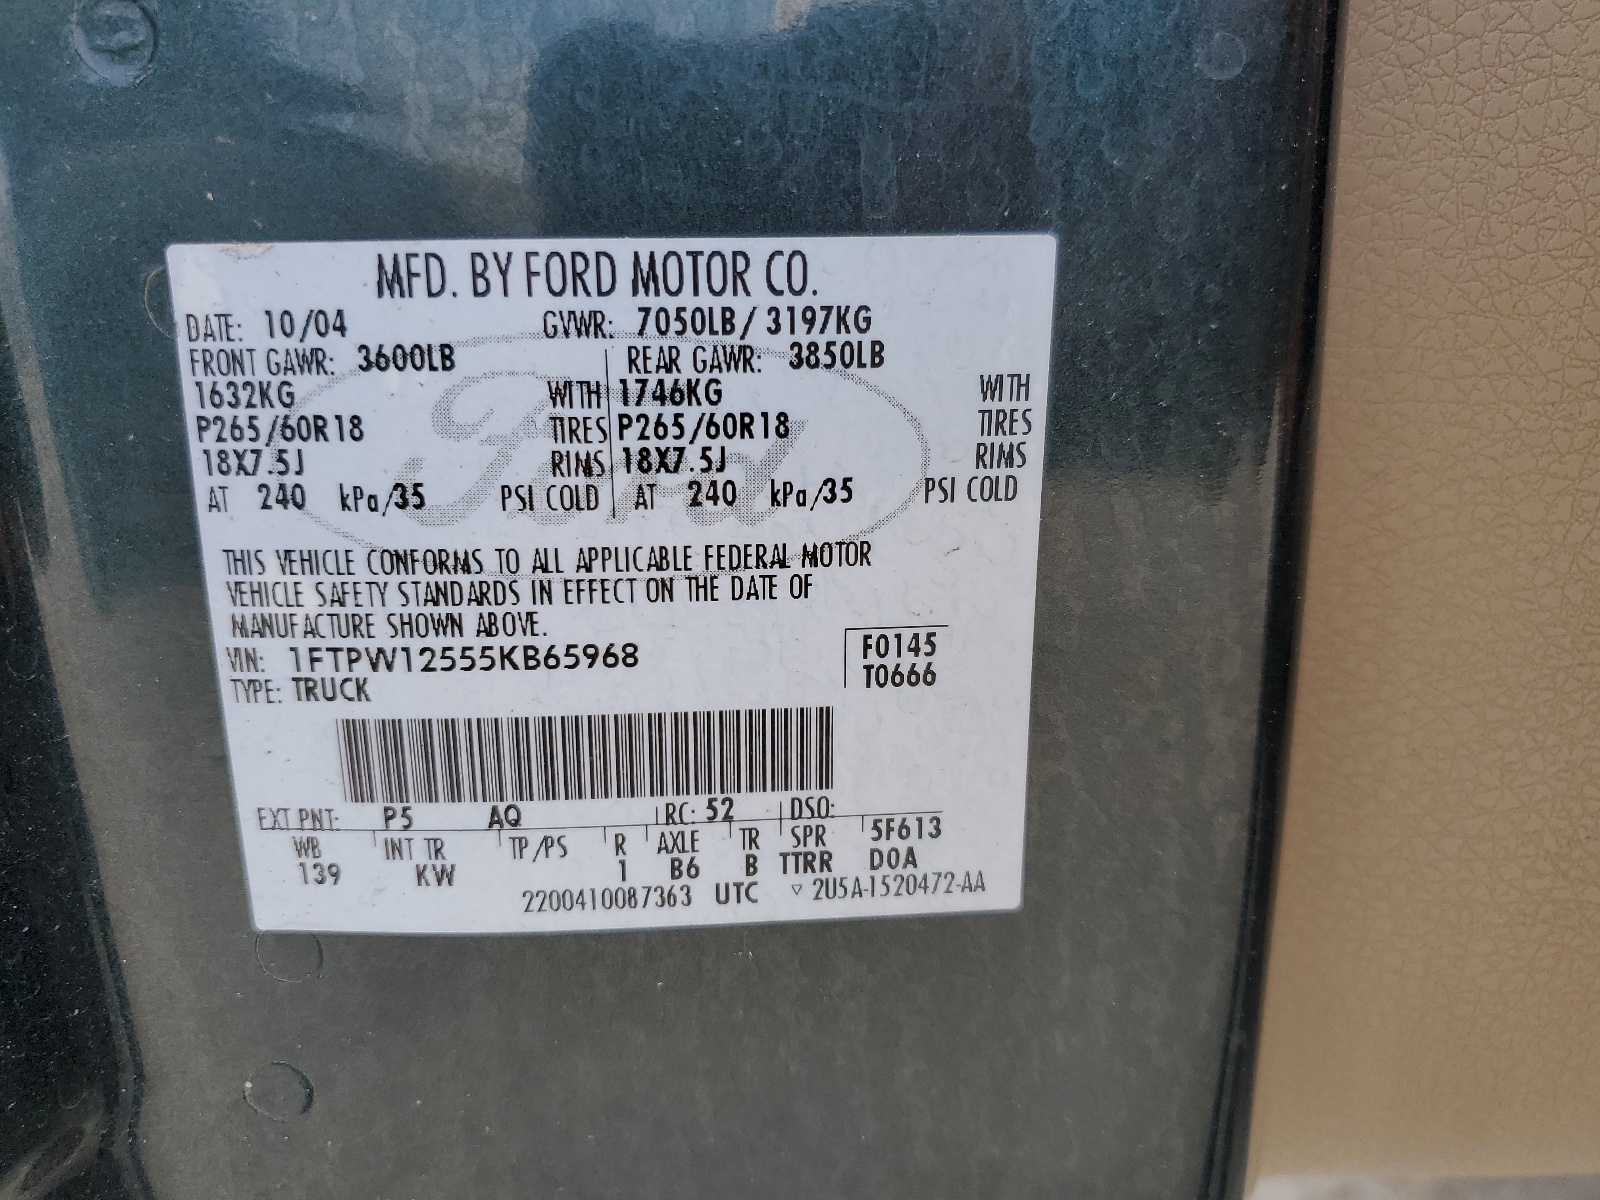 MFD. BY FORD MOTOR CO.
DATE: 10/04 GVWR: 7050LB/ 3197KG
FRONT GAWR: 3600LB REAR GAWR: 3850LB
1632KG WITH 1746KG WITH
P265/60R18 TIRES P265/60R18 TIRES
18X7.5J RIMS 18X7.5J RIMS
AT 240 kPa/35 PSI COLD AT 240 kPa/35 PSI COLD
Ford
THIS VEHICLE CONFORMS TO ALL APPLICABLE FEDERAL MOTOR
VEHICLE SAFETY STANDARDS IN EFFECT ON THE DATE OF
MANUFACTURE SHOWN ABOVE.
VIN: 1FTPW12555KB65968 F0145
TYPE: TRUCK T0666
EXT PNT: P5 AQ RC: 52 DSO:
WB INT TR TP/PS R AXLE TR SPR 5F613
139 KW 1 B6 B TTRR DOA
2200410087363 UTC ▽ 2U5A-1520472-AA